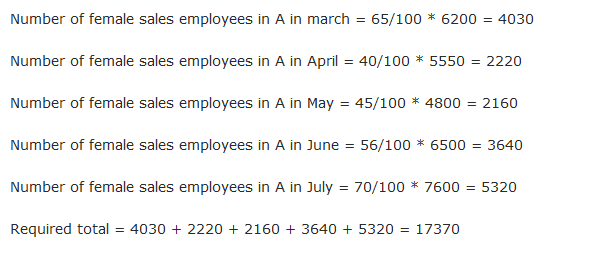 Number of female sales employees in A in march = 65/100 * 6200 = 4030
Number of female sales employees in A in April = 40/100 * 5550 = 2220
Number of female sales employees in A in May = 45/100 * 4800 = 2160
Number of female sales employees in A in June = 56/100 * 6500 = 3640
Number of female sales employees in A in July = 70/100 * 7600 = 5320
Required total = 4030 + 2220 + 2160 + 3640 + 5320 = 17370